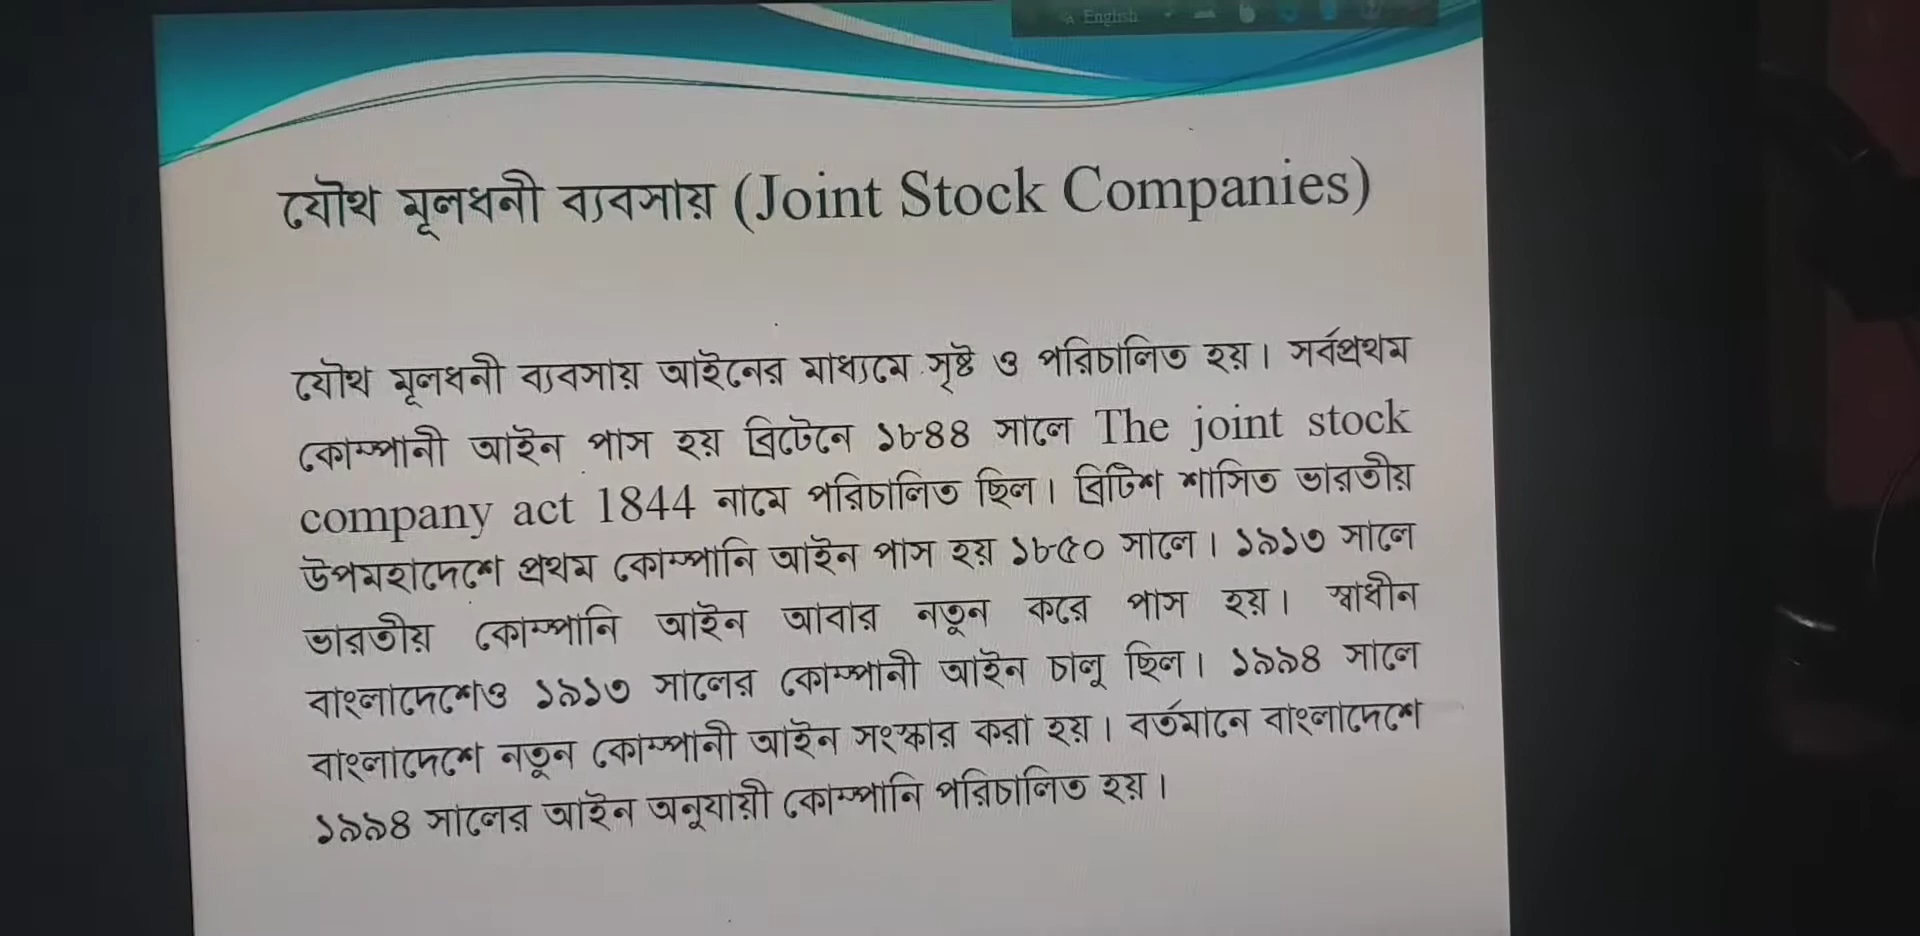 English
যৌথ মূলধনী ব্যবসায় (Joint Stock Companies)
যৌথ মূলধনী ব্যবসায় আইনের মাধ্যমে সৃষ্ট ও পরিচালিত হয়। সর্বপ্রথম
কোম্পানী আইন পাস হয় ব্রিটেনে ১৮৪৪ সালে The joint stock
company act 1844 নামে পরিচালিত ছিল। ব্রিটিশ শাসিত ভারতীয়
উপমহাদেশে প্রথম কোম্পানি আইন পাস হয় ১৮৫০ সালে। ১৯১৩ সালে
ভারতীয় কোম্পানি আইন আবার নতুন করে পাস হয়। স্বাধীন
বাংলাদেশেও ১৯১৩ সালের কোম্পানী আইন চালু ছিল। ১৯৯৪ সালে
বাংলাদেশে নতুন কোম্পানী আইন সংস্কার করা হয়। বর্তমানে বাংলাদেশে
১৯৯৪ সালের আইন অনুযায়ী কোম্পানি পরিচালিত হয়।